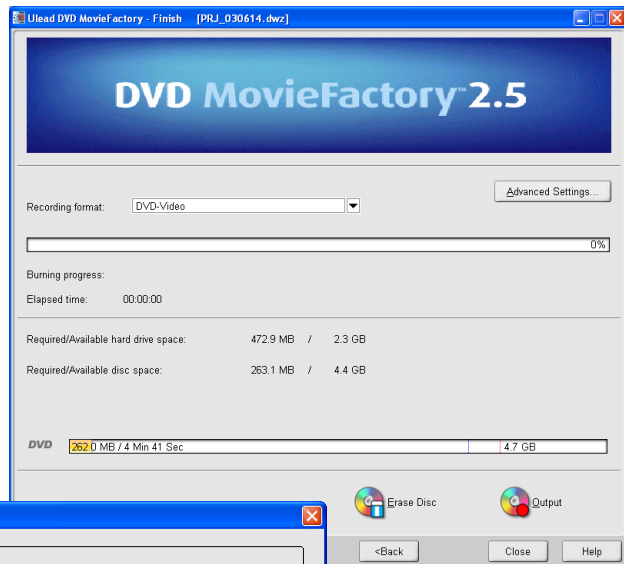 Ulead DVD MovieFactory - Finish [PRJ_030614.dwz]
DVD MovieFactory™ 2.5
Advanced Settings...
Recording format: DVD-Video
0%
Burning progress:
Elapsed time: 00:00:00
Required/Available hard drive space: 472.9 MB / 2.3 GB
Required/Available disc space: 263.1 MB / 4.4 GB
DVD 262.0 MB / 4 Min 41 Sec 4.7 GB
Erase Disc Output
<Back Close Help